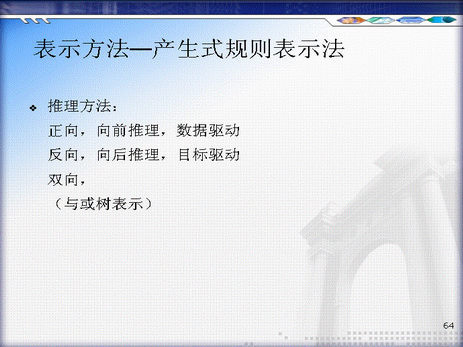 表示方法—产生式规则表示法
推理方法：
正向，向前推理，数据驱动
反向，向后推理，目标驱动
双向，
（与或树表示）
64